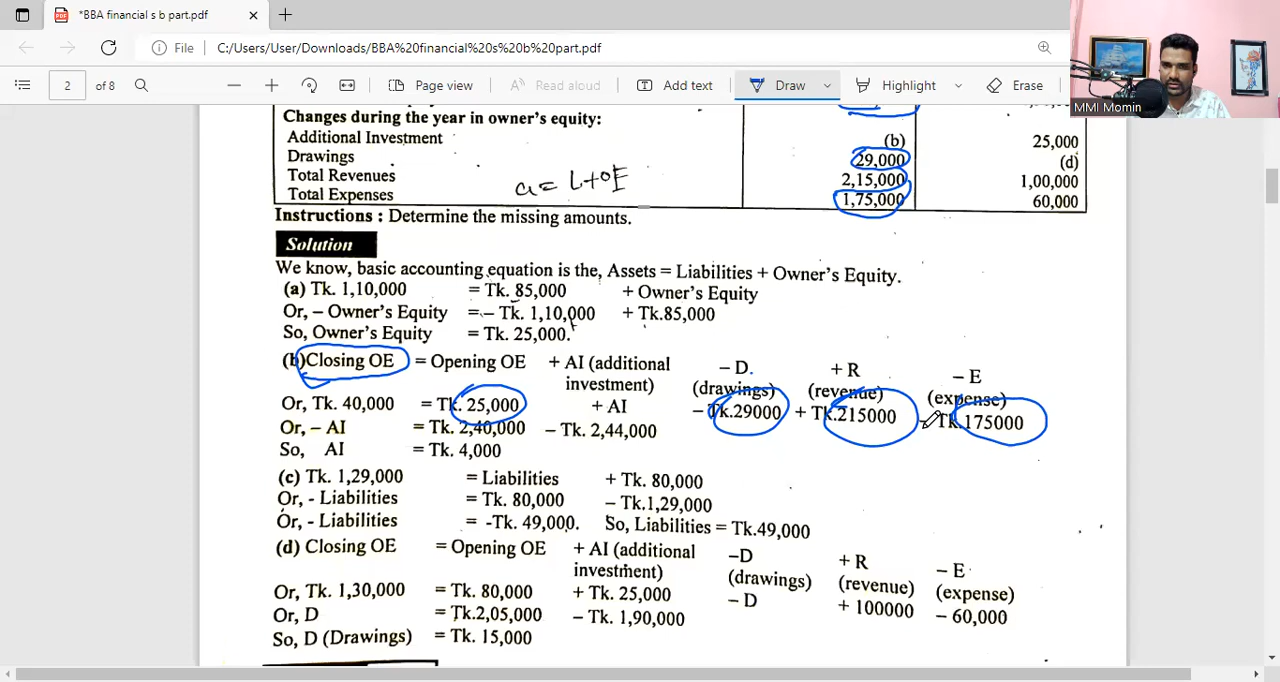 *BBA financial s b part.pdf
File C:/Users/User/Downloads/BBA%20financial%20s%20b%20part.pdf
2 of 8 Page view Read aloud Add text Draw Highlight Erase
MMI Momin
Changes during the year in owner's equity:
Additional Investment (b) 25,000
Drawings 29,000 (d)
Total Revenues 2,15,000 1,00,000
Total Expenses 1,75,000 60,000
a = L+OE
Instructions : Determine the missing amounts.
Solution
We know, basic accounting equation is the, Assets = Liabilities + Owner's Equity.
(a) Tk. 1,10,000 = Tk. 85,000 + Owner's Equity
Or, – Owner's Equity = – Tk. 1,10,000 + Tk.85,000
So, Owner's Equity = Tk. 25,000.
(b)Closing OE = Opening OE + AI (additional investment) – D. (drawings) + R (revenue) – E (expense)
Or, Tk. 40,000 = Tk. 25,000 + AI – Tk.29000 + Tk.215000 – Tk.175000
Or, – AI = Tk. 2,40,000 – Tk. 2,44,000
So, AI = Tk. 4,000
(c) Tk. 1,29,000 = Liabilities + Tk. 80,000
Or, - Liabilities = Tk. 80,000 – Tk.1,29,000
Or, - Liabilities = -Tk. 49,000. So, Liabilities = Tk.49,000
(d) Closing OE = Opening OE + AI (additional investment) –D (drawings) + R (revenue) – E (expense)
Or, Tk. 1,30,000 = Tk. 80,000 + Tk. 25,000 – D + 100000 – 60,000
Or, D = Tk.2,05,000 – Tk. 1,90,000
So, D (Drawings) = Tk. 15,000